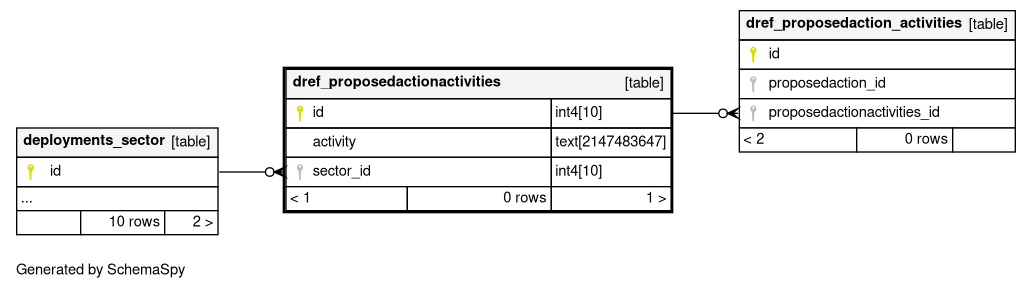 deployments_sector [table]
id
...
10 rows 2 >
dref_proposedactionactivities [table]
id int4[10]
activity text[2147483647]
sector_id int4[10]
< 1 0 rows 1 >
dref_proposedaction_activities [table]
id
proposedaction_id
proposedactionactivities_id
< 2 0 rows
Generated by SchemaSpy